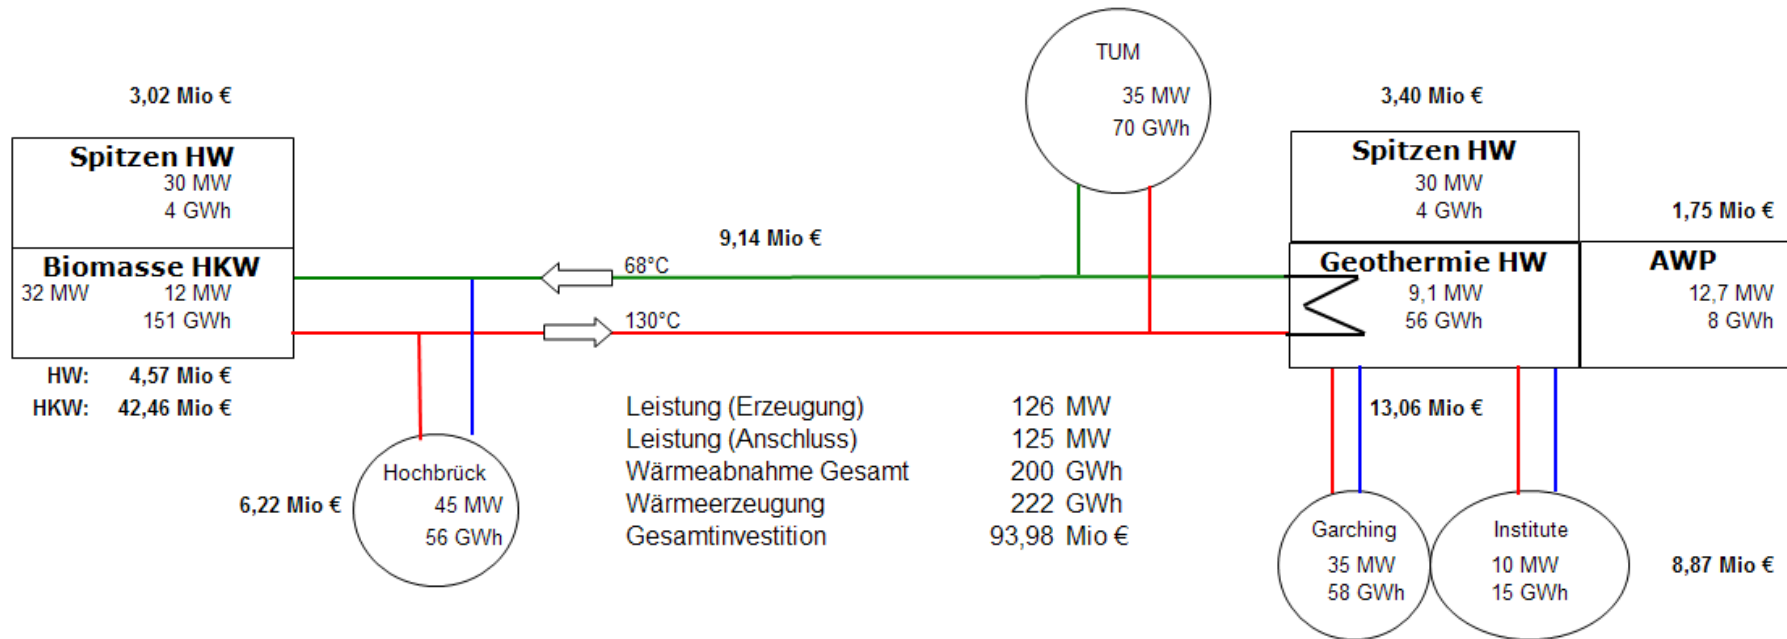 3,02 Mio €
Spitzen HW
30 MW
4 GWh
Biomasse HKW
32 MW 12 MW
151 GWh
HW: 4,57 Mio €
HKW: 42,46 Mio €
6,22 Mio €
Hochbrück
45 MW
56 GWh
9,14 Mio €
68°C
130°C
TUM
35 MW
70 GWh
Leistung (Erzeugung) 126 MW
Leistung (Anschluss) 125 MW
Wärmeabnahme Gesamt 200 GWh
Wärmeerzeugung 222 GWh
Gesamtinvestition 93,98 Mio €
3,40 Mio €
Spitzen HW
30 MW
4 GWh
1,75 Mio €
Geothermie HW
9,1 MW
56 GWh
AWP
12,7 MW
8 GWh
13,06 Mio €
Garching
35 MW
58 GWh
Institute
10 MW
15 GWh
8,87 Mio €